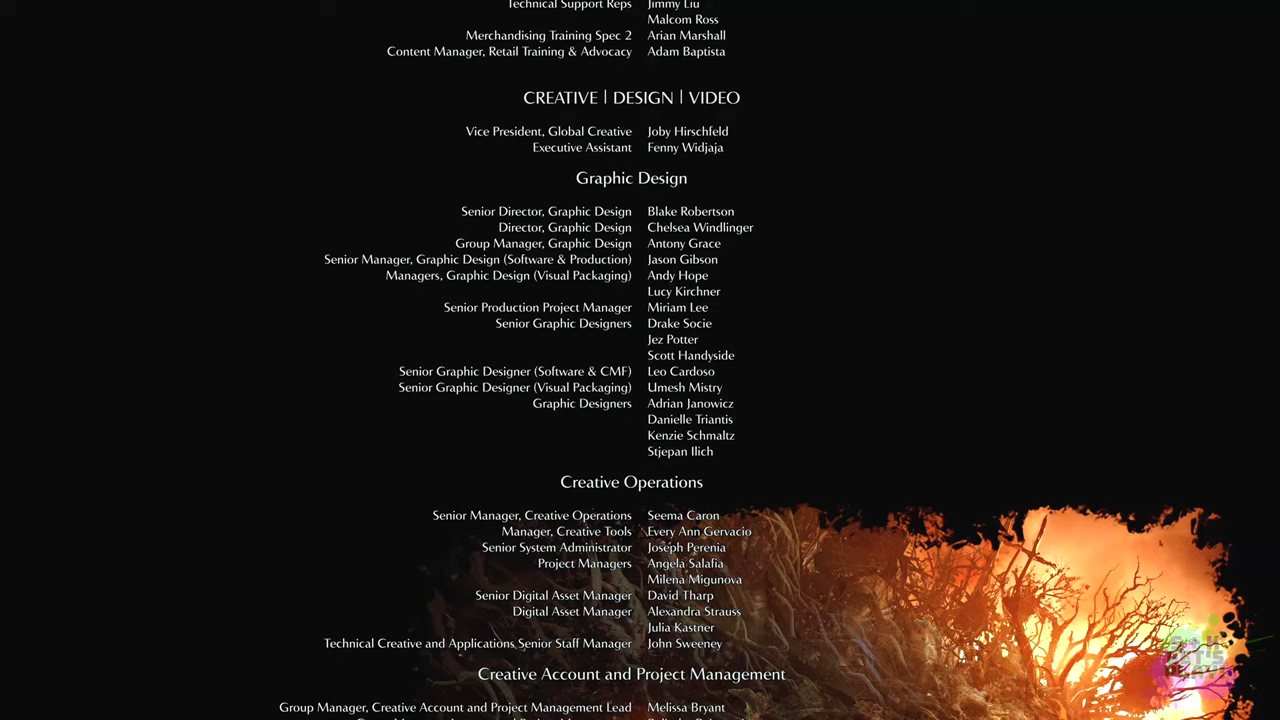 Technical Support Reps Jimmy Liu
Malcom Ross
Merchandising Training Spec 2 Arian Marshall
Content Manager, Retail Training & Advocacy Adam Baptista
CREATIVE | DESIGN | VIDEO
Vice President, Global Creative Joby Hirschfeld
Executive Assistant Fenny Widjaja
Graphic Design
Senior Director, Graphic Design Blake Robertson
Director, Graphic Design Chelsea Windlinger
Group Manager, Graphic Design Antony Grace
Senior Manager, Graphic Design (Software & Production) Jason Gibson
Managers, Graphic Design (Visual Packaging) Andy Hope
Lucy Kirchner
Senior Production Project Manager Miriam Lee
Senior Graphic Designers Drake Socie
Jez Potter
Scott Handyside
Senior Graphic Designer (Software & CMF) Leo Cardoso
Senior Graphic Designer (Visual Packaging) Umesh Mistry
Graphic Designers Adrian Janowicz
Danielle Triantis
Kenzie Schmaltz
Stjepan Ilich
Creative Operations
Senior Manager, Creative Operations Seema Caron
Manager, Creative Tools Every Ann Gervacio
Senior System Administrator Joseph Perenia
Project Managers Angela Salafia
Milena Migunova
Senior Digital Asset Manager David Tharp
Digital Asset Manager Alexandra Strauss
Julia Kastner
Technical Creative and Applications Senior Staff Manager John Sweeney
Creative Account and Project Management
Group Manager, Creative Account and Project Management Lead Melissa Bryant